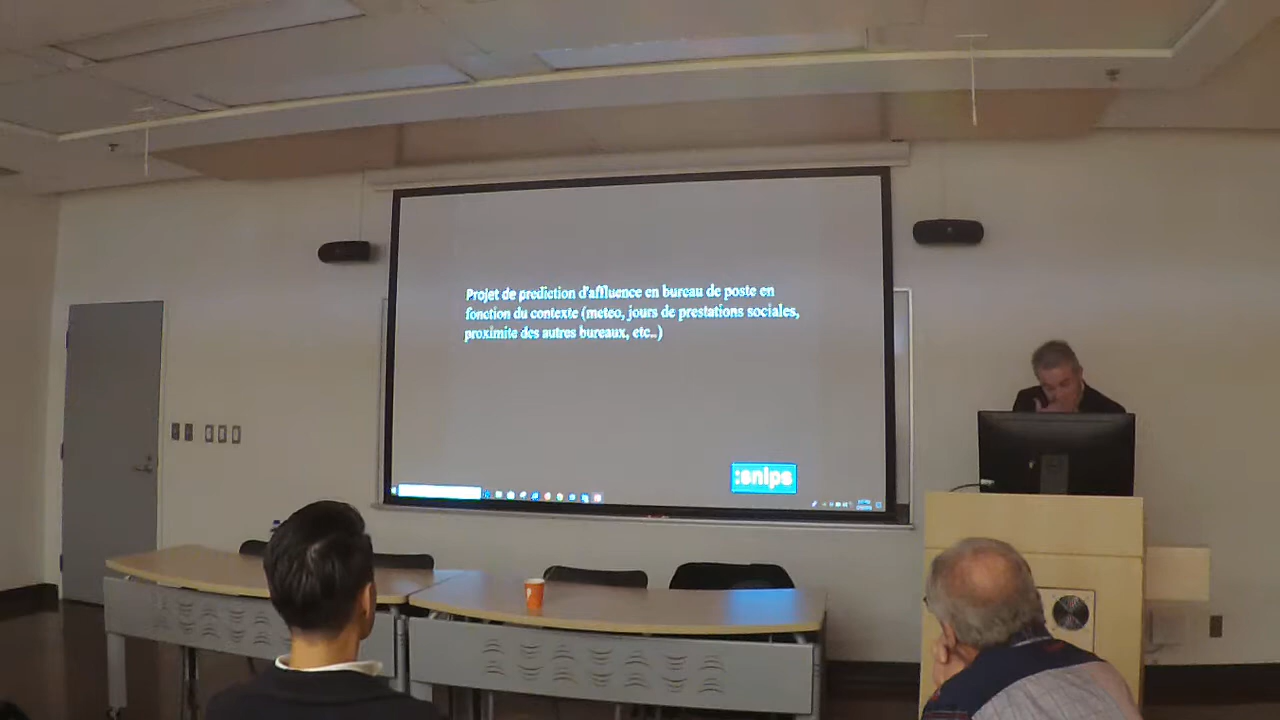 Projet de prediction d'affluence en bureau de poste en
fonction du contexte (meteo, jours de prestations sociales,
proximite des autres bureaux, etc..)
:snips